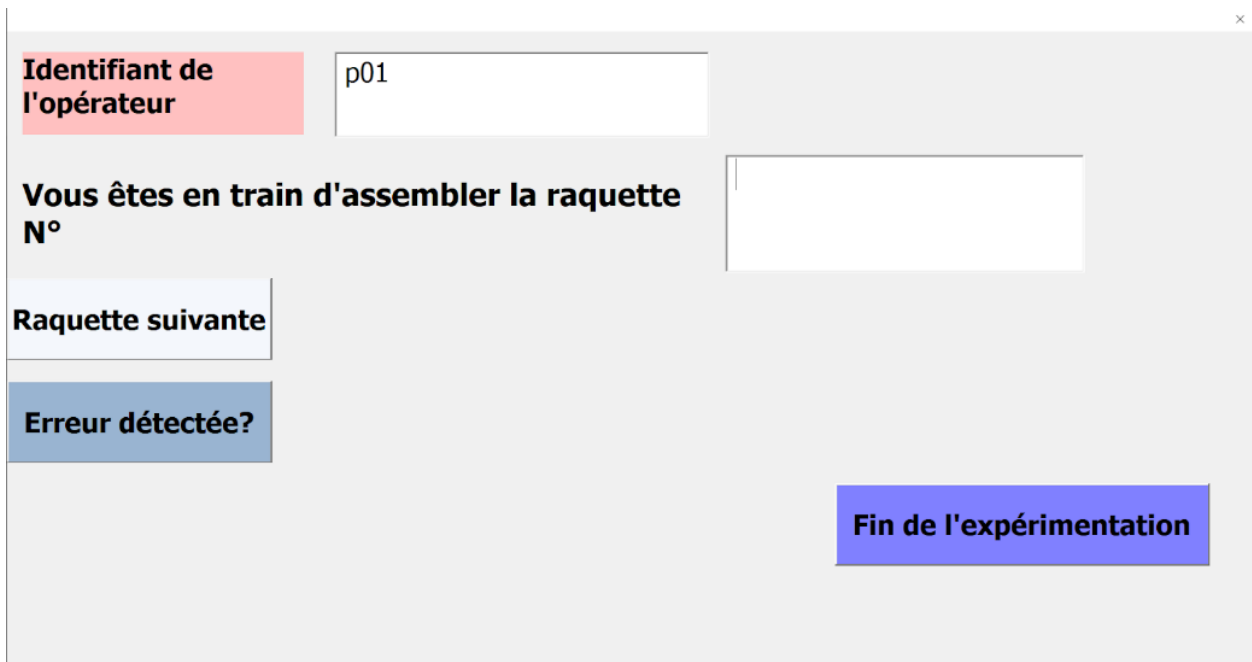 Identifiant de
l'opérateur
p01
Vous êtes en train d'assembler la raquette
N°
Raquette suivante
Erreur détectée?
Fin de l'expérimentation